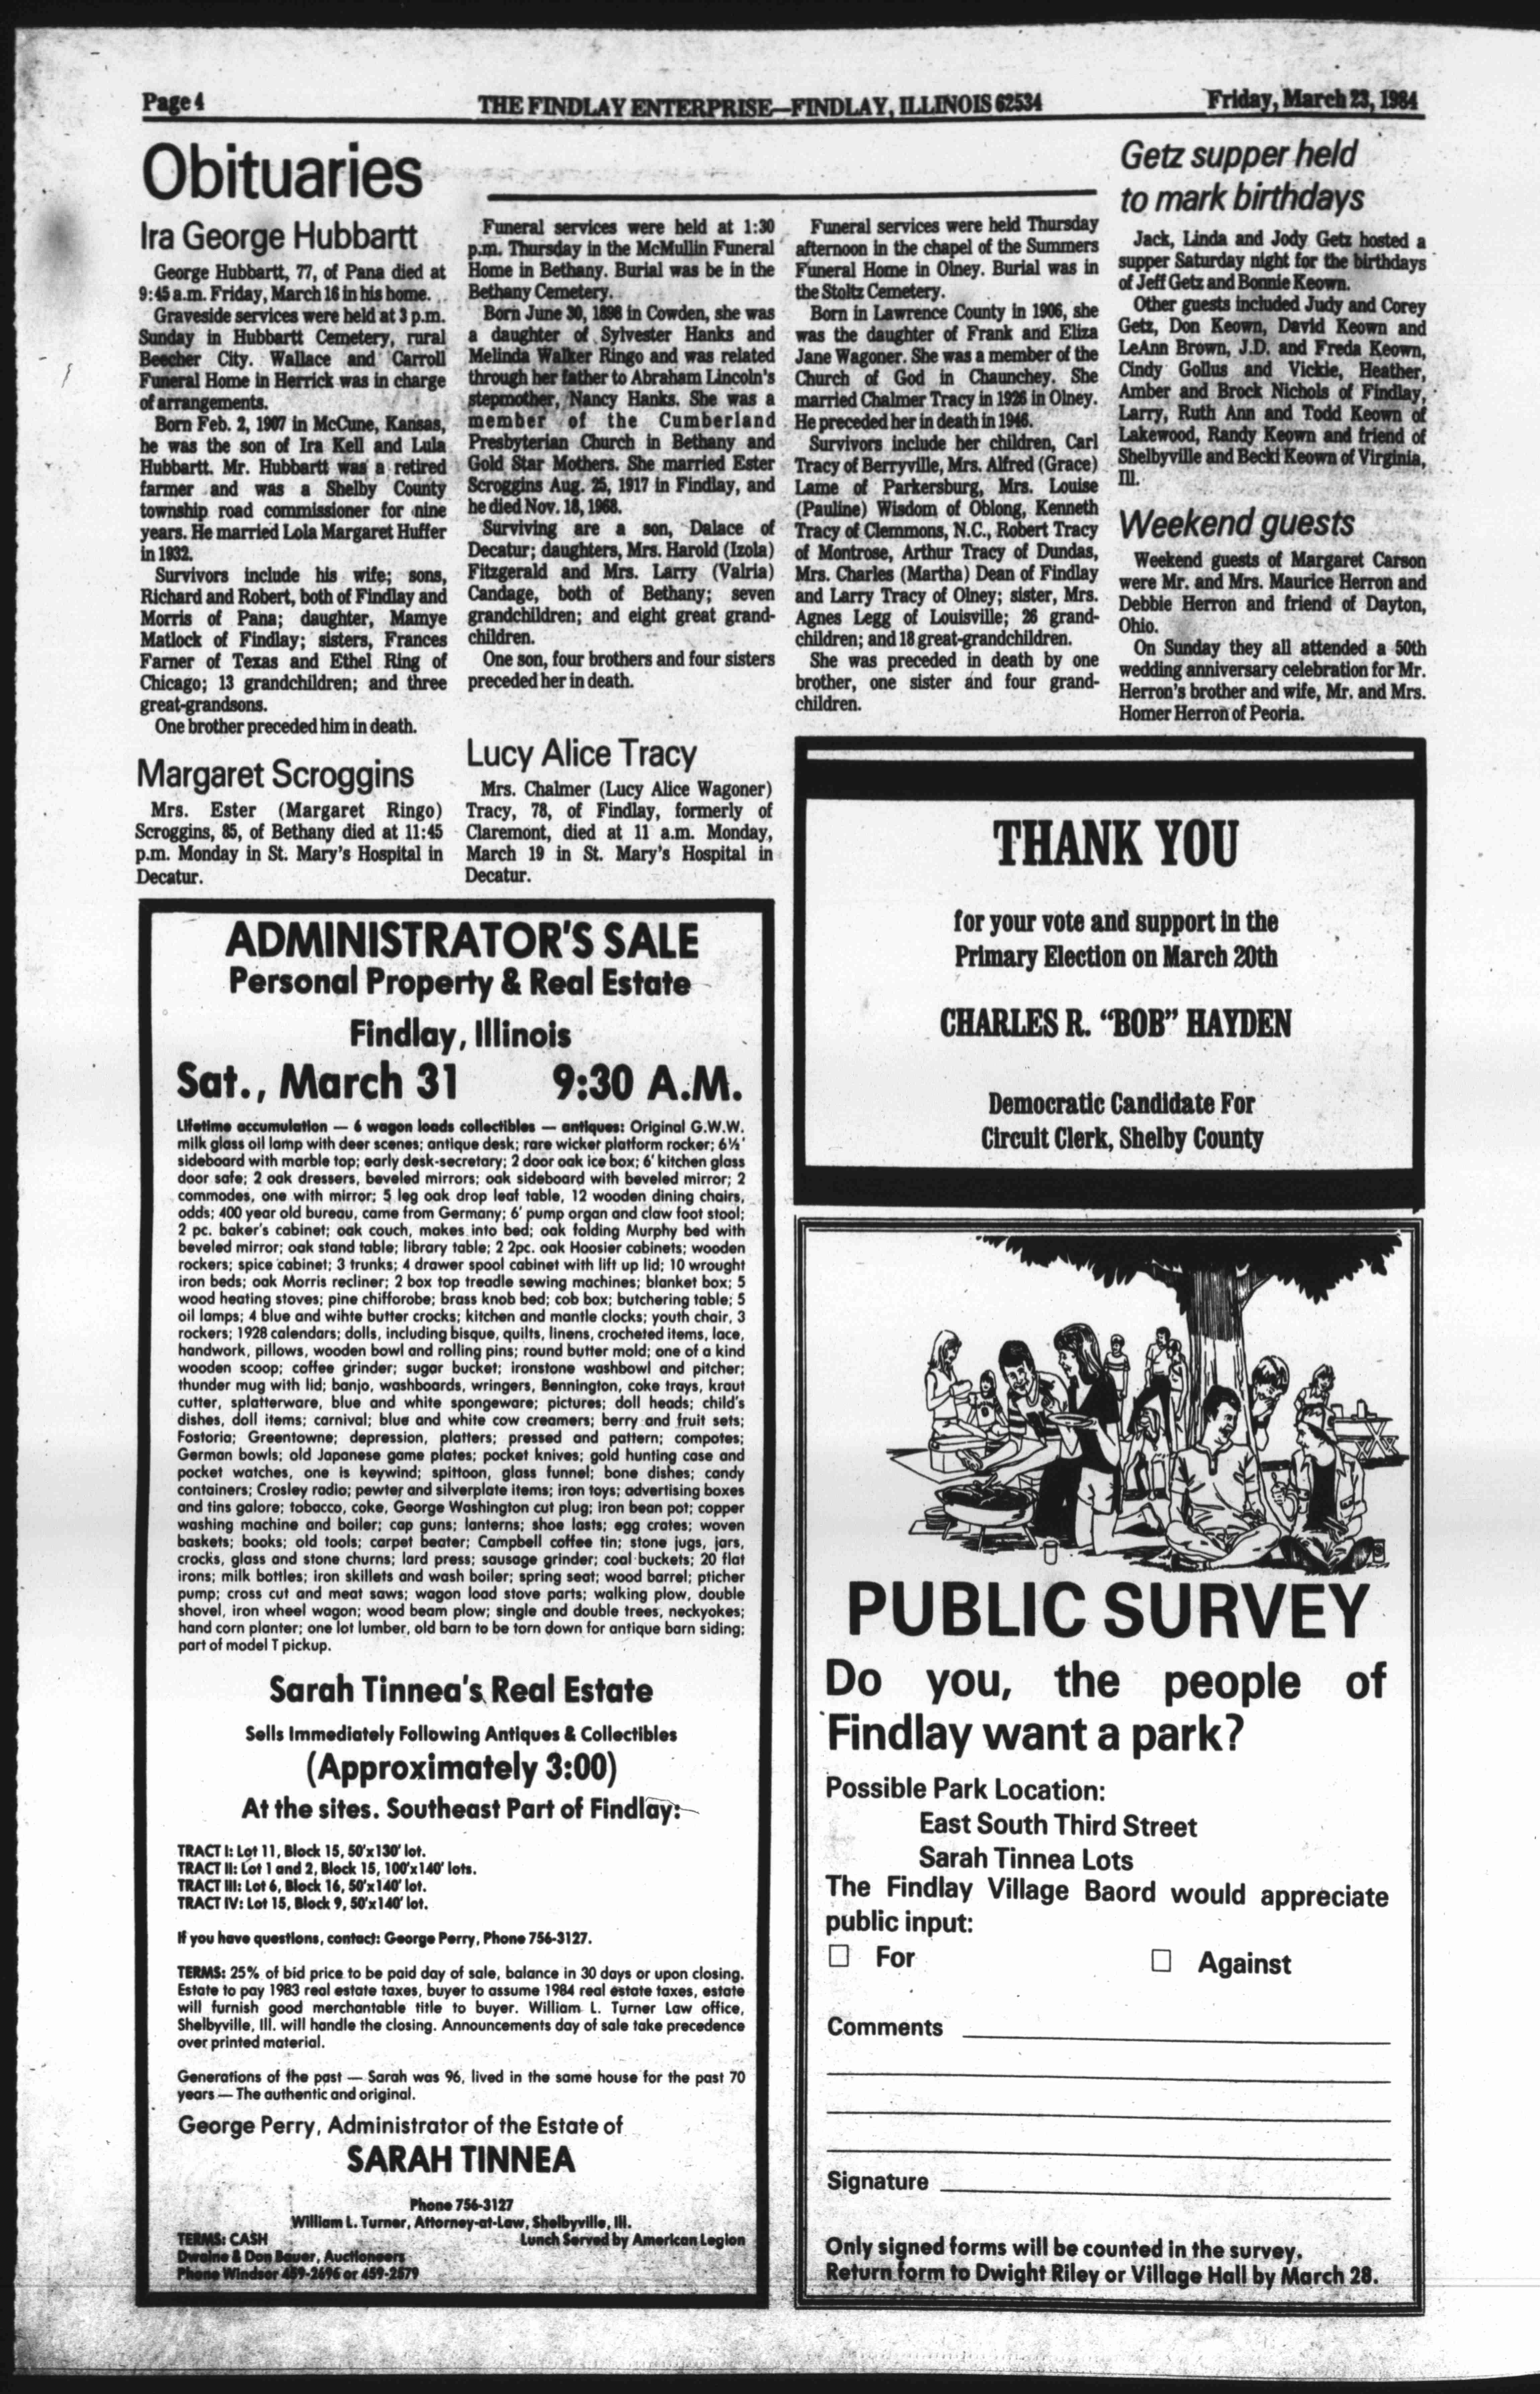 Page 4
THE FINDLAY ENTERPRISE—FINDLAY, ILLINOIS 62534
Friday, March 23, 1984
Obituaries
Ira George Hubbartt
George Hubbartt, 77, of Pana died at
9:45 a.m. Friday, March 16 in his home.
Graveside services were held at 3 p.m.
Sunday in Hubbartt Cemetery, rural
Beecher City. Wallace and Carroll
Funeral Home in Herrick was in charge
of arrangements.
Born Feb. 2, 1907 in McCune, Kansas,
he was the son of Ira Kell and Lula
Hubbartt. Mr. Hubbartt was a retired
farmer and was a Shelby County
township road commissioner for nine
years. He married Lola Margaret Huffer
in 1932.
Survivors include his wife; sons,
Richard and Robert, both of Findlay and
Morris of Pana; daughter, Mamye
Matlock of Findlay; sisters, Frances
Farner of Texas and Ethel Ring of
Chicago; 13 grandchildren; and three
great-grandsons.
One brother preceded him in death.
Margaret Scroggins
Mrs. Ester (Margaret Ringo)
Scroggins, 85, of Bethany died at 11:45
p.m. Monday in St. Mary's Hospital in
Decatur.
Funeral services were held at 1:30
p.m. Thursday in the McMullin Funeral
Home in Bethany. Burial was be in the
Bethany Cemetery.
Born June 30, 1898 in Cowden, she was
a daughter of Sylvester Hanks and
Melinda Walker Ringo and was related
through her father to Abraham Lincoln's
stepmother, Nancy Hanks. She was a
member of the Cumberland
Presbyterian Church in Bethany and
Gold Star Mothers. She married Ester
Scroggins Aug. 25, 1917 in Findlay, and
he died Nov. 18, 1968.
Surviving are a son, Dalace of
Decatur; daughters, Mrs. Harold (Izola)
Fitzgerald and Mrs. Larry (Valria)
Candage, both of Bethany; seven
grandchildren; and eight great grand-
children.
One son, four brothers and four sisters
preceded her in death.
Lucy Alice Tracy
Mrs. Chalmer (Lucy Alice Wagoner)
Tracy, 78, of Findlay, formerly of
Claremont, died at 11 a.m. Monday,
March 19 in St. Mary's Hospital in
Decatur.
Funeral services were held Thursday
afternoon in the chapel of the Summers
Funeral Home in Olney. Burial was in
the Stoltz Cemetery.
Born in Lawrence County in 1906, she
was the daughter of Frank and Eliza
Jane Wagoner. She was a member of the
Church of God in Chaunchey. She
married Chalmer Tracy in 1926 in Olney.
He preceded her in death in 1946.
Survivors include her children, Carl
Tracy of Berryville, Mrs. Alfred (Grace)
Lame of Parkersburg, Mrs. Louise
(Pauline) Wisdom of Oblong, Kenneth
Tracy of Clemmons, N.C., Robert Tracy
of Montrose, Arthur Tracy of Dundas,
Mrs. Charles (Martha) Dean of Findlay
and Larry Tracy of Olney; sister, Mrs.
Agnes Legg of Louisville; 26 grand-
children; and 18 great-grandchildren.
She was preceded in death by one
brother, one sister and four grand-
children.
Getz supper held
to mark birthdays
Jack, Linda and Jody Getz hosted a
supper Saturday night for the birthdays
of Jeff Getz and Bonnie Keown.
Other guests included Judy and Corey
Getz, Don Keown, David Keown and
LeAnn Brown, J.D. and Freda Keown,
Cindy Gollus and Vickie, Heather,
Amber and Brock Nichols of Findlay,
Larry, Ruth Ann and Todd Keown of
Lakewood, Randy Keown and friend of
Shelbyville and Becki Keown of Virginia,
Ill.
Weekend guests
Weekend guests of Margaret Carson
were Mr. and Mrs. Maurice Herron and
Debbie Herron and friend of Dayton,
Ohio.
On Sunday they all attended a 50th
wedding anniversary celebration for Mr.
Herron's brother and wife, Mr. and Mrs.
Homer Herron of Peoria.
ADMINISTRATOR'S SALE
Personal Property & Real Estate
Findlay, Illinois
Sat., March 31 9:30 A.M.
Lifetime accumulation — 6 wagon loads collectibles — antiques: Original G.W.W.
milk glass oil lamp with deer scenes; antique desk; rare wicker platform rocker; 6½'
sideboard with marble top; early desk-secretary; 2 door oak ice box; 6' kitchen glass
door safe; 2 oak dressers, beveled mirrors; oak sideboard with beveled mirror; 2
commodes, one with mirror; 5 leg oak drop leaf table, 12 wooden dining chairs,
odds; 400 year old bureau, came from Germany; 6' pump organ and claw foot stool;
2 pc. baker's cabinet; oak couch, makes into bed; oak folding Murphy bed with
beveled mirror; oak stand table; library table; 2 2pc. oak Hoosier cabinets; wooden
rockers; spice cabinet; 3 trunks; 4 drawer spool cabinet with lift up lid; 10 wrought
iron beds; oak Morris recliner; 2 box top treadle sewing machines; blanket box; 5
wood heating stoves; pine chifforobe; brass knob bed; cob box; butchering table; 5
oil lamps; 4 blue and wihte butter crocks; kitchen and mantle clocks; youth chair, 3
rockers; 1928 calendars; dolls, including bisque, quilts, linens, crocheted items, lace,
handwork, pillows, wooden bowl and rolling pins; round butter mold; one of a kind
wooden scoop; coffee grinder; sugar bucket; ironstone washbowl and pitcher;
thunder mug with lid; banjo, washboards, wringers, Bennington, coke trays, kraut
cutter, splatterware, blue and white spongeware; pictures; doll heads; child's
dishes, doll items; carnival; blue and white cow creamers; berry and fruit sets;
Fostoria; Greentowne; depression, platters; pressed and pattern; compotes;
German bowls; old Japanese game plates; pocket knives; gold hunting case and
pocket watches, one is keywind; spittoon, glass funnel; bone dishes; candy
containers; Crosley radio; pewter and silverplate items; iron toys; advertising boxes
and tins galore; tobacco, coke, George Washington cut plug; iron bean pot; copper
washing machine and boiler; cap guns; lanterns; shoe lasts; egg crates; woven
baskets; books; old tools; carpet beater; Campbell coffee tin; stone jugs, jars,
crocks, glass and stone churns; lard press; sausage grinder; coal buckets; 20 flat
irons; milk bottles; iron skillets and wash boiler; spring seat; wood barrel; pticher
pump; cross cut and meat saws; wagon load stove parts; walking plow, double
shovel, iron wheel wagon; wood beam plow; single and double trees, neckyokes;
hand corn planter; one lot lumber, old barn to be torn down for antique barn siding;
part of model T pickup.
Sarah Tinnea's Real Estate
Sells Immediately Following Antiques & Collectibles
(Approximately 3:00)
At the sites. Southeast Part of Findlay:
TRACT I: Lot 11, Block 15, 50'x130' lot.
TRACT II: Lot 1 and 2, Block 15, 100'x140' lots.
TRACT III: Lot 6, Block 16, 50'x140' lot.
TRACT IV: Lot 15, Block 9, 50'x140' lot.
If you have questions, contact: George Perry, Phone 756-3127.
TERMS: 25% of bid price to be paid day of sale, balance in 30 days or upon closing.
Estate to pay 1983 real estate taxes, buyer to assume 1984 real estate taxes, estate
will furnish good merchantable title to buyer. William L. Turner Law office,
Shelbyville, Ill. will handle the closing. Announcements day of sale take precedence
over printed material.
Generations of the past — Sarah was 96, lived in the same house for the past 70
years — The authentic and original.
George Perry, Administrator of the Estate of
SARAH TINNEA
Phone 756-3127
William L. Turner, Attorney-at-Law, Shelbyville, Ill.
TERMS: CASH Lunch Served by American Legion
Dwaine & Don Bauer, Auctioneers
Phone Windsor 459-2696 or 459-2579
THANK YOU
for your vote and support in the
Primary Election on March 20th
CHARLES R. "BOB" HAYDEN
Democratic Candidate For
Circuit Clerk, Shelby County
PUBLIC SURVEY
Do you, the people of
Findlay want a park?
Possible Park Location:
East South Third Street
Sarah Tinnea Lots
The Findlay Village Baord would appreciate
public input:
☐ For ☐ Against
Comments
Signature
Only signed forms will be counted in the survey.
Return form to Dwight Riley or Village Hall by March 28.